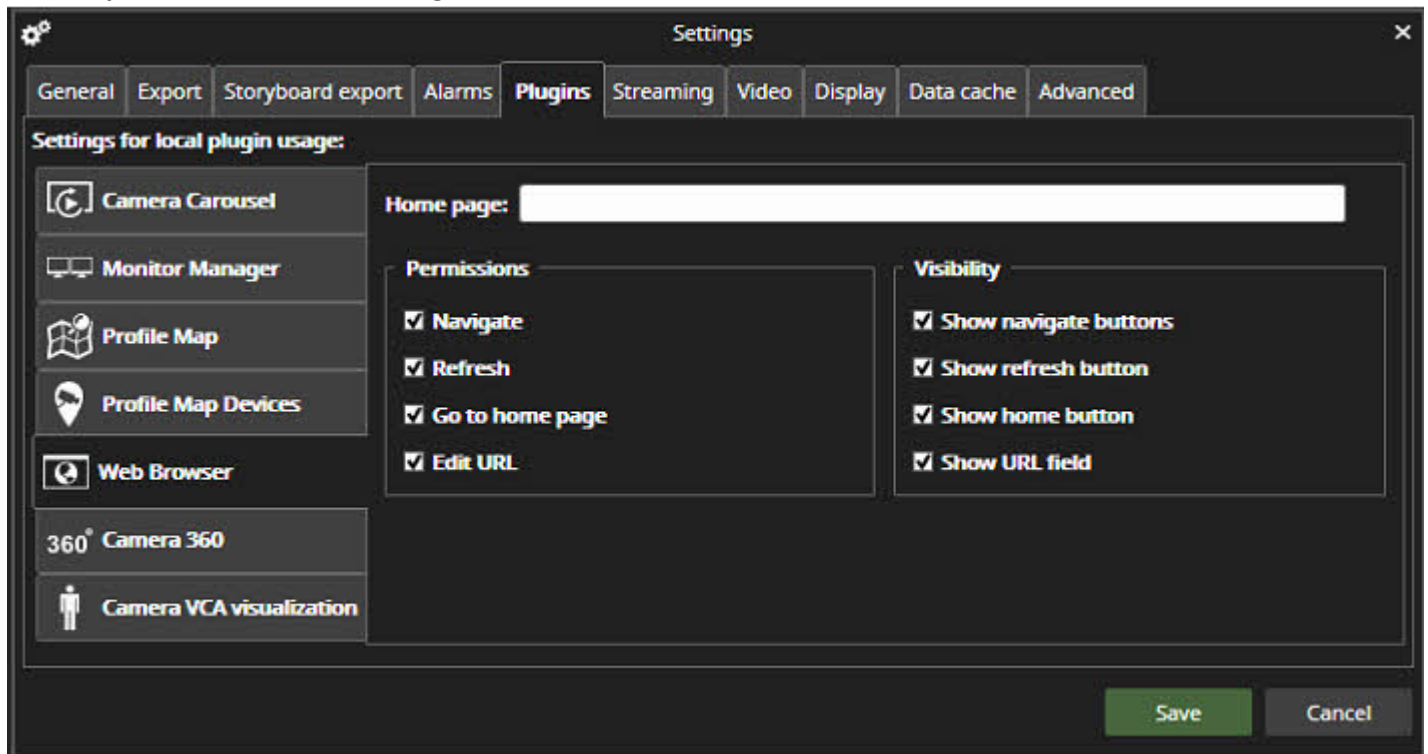 Settings
General Export Storyboard export Alarms Plugins Streaming Video Display Data cache Advanced
Settings for local plugin usage:
Camera Carousel
Monitor Manager
Profile Map
Profile Map Devices
Web Browser
360° Camera 360
Camera VCA visualization
Home page:
Permissions
Navigate
Refresh
Go to home page
Edit URL
Visibility
Show navigate buttons
Show refresh button
Show home button
Show URL field
Save Cancel